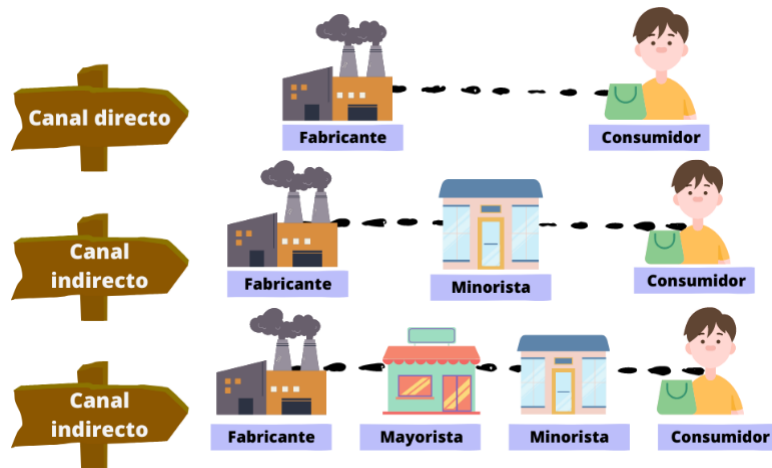 Canal directo
Fabricante
Consumidor
Canal
indirecto
Fabricante
Minorista
Consumidor
Canal
indirecto
Fabricante
Mayorista
Minorista
Consumidor